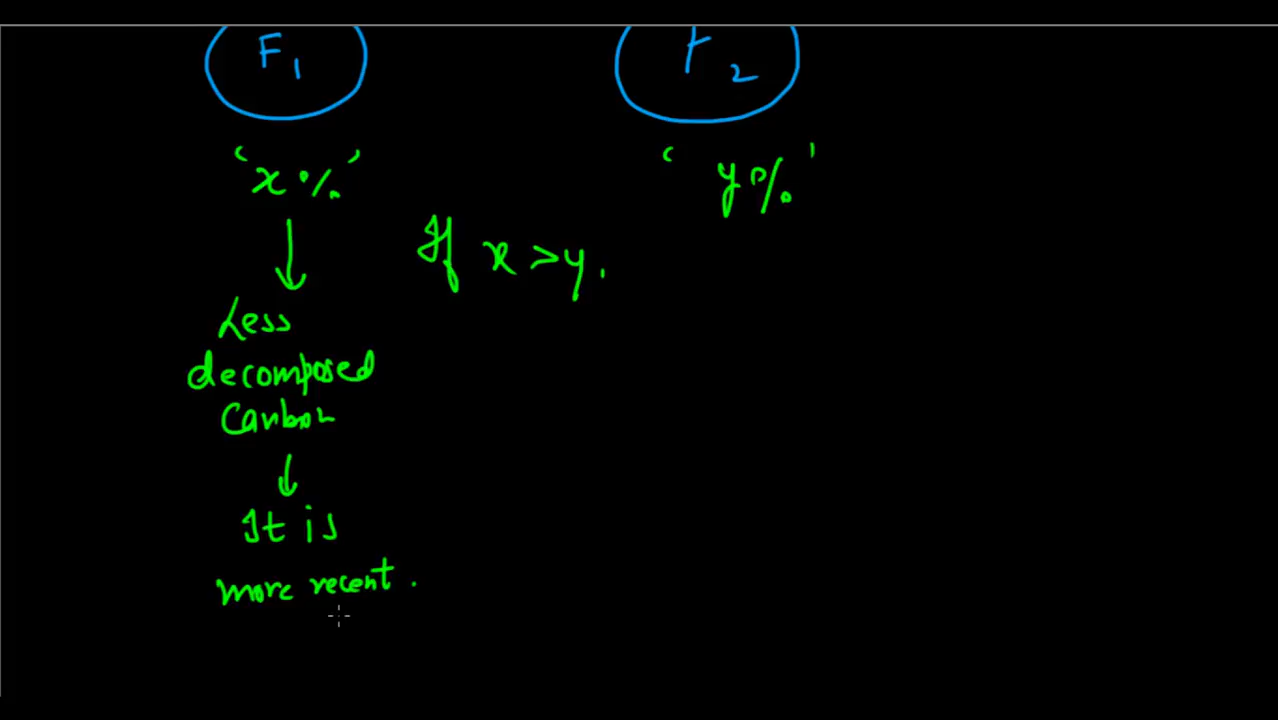 F1 F2
'x%' 'y%'
If x > y.
Less
decomposed
Carbon
It is
more recent.